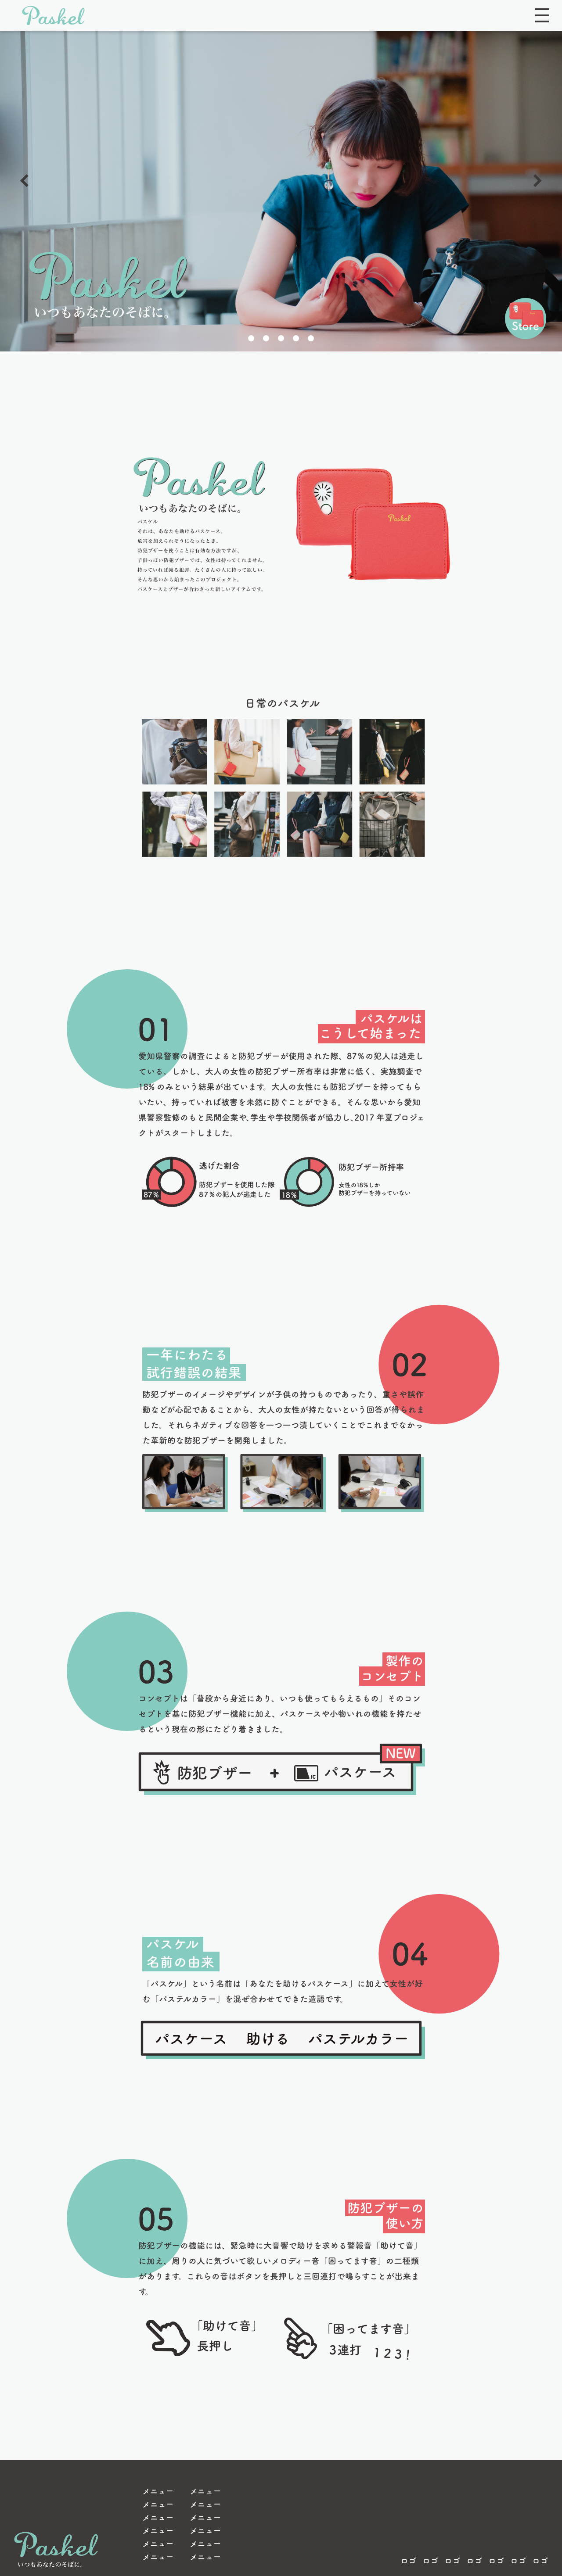 Paskel
Paskel
いつもあなたのそばに。
Store
Paskel
いつもあなたのそばに。
パスケル
それは、あなたを助けるパスケース。
危害を加えられそうになったとき、
防犯ブザーを使うことは有効な方法ですが、
子供っぽい防犯ブザーでは、女性は持ってくれません。
持っていれば減る犯罪。たくさんの人に持って欲しい。
そんな思いから始まったこのプロジェクト。
パスケースとブザーが合わさった新しいアイテムです。
Paskel
日常のパスケル
01
パスケルは
こうして始まった
愛知県警察の調査によると防犯ブザーが使用された際、87%の犯人は逃走し
ている。しかし、大人の女性の防犯ブザー所有率は非常に低く、実施調査で
18% のみという結果が出ています。大人の女性にも防犯ブザーを持ってもら
いたい、持っていれば被害を未然に防ぐことができる。そんな思いから愛知
県警察監修のもと民間企業や、学生や学校関係者が協力し、2017 年夏プロジェ
クトがスタートしました。
87%
逃げた割合
防犯ブザーを使用した際
87%の犯人が逃走した
18%
防犯ブザー所持率
女性の18%しか
防犯ブザーを持っていない
一年にわたる
試行錯誤の結果
02
防犯ブザーのイメージやデザインが子供の持つものであったり、重さや誤作
動などが心配であることから、大人の女性が持たないという回答が得られま
した。それらネガティブな回答を一つ一つ潰していくことでこれまでなかっ
た革新的な防犯ブザーを開発しました。
03
製作の
コンセプト
コンセプトは「普段から身近にあり、いつも使ってもらえるもの」そのコン
セプトを基に防犯ブザー機能に加え、パスケースや小物いれの機能を持たせ
るという現在の形にたどり着きました。
NEW
防犯ブザー + IC パスケース
パスケル
名前の由来
04
「パスケル」という名前は「あなたを助けるパスケース」に加えて女性が好
む「パステルカラー」を混ぜ合わせてできた造語です。
パスケース 助ける パステルカラー
05
防犯ブザーの
使い方
防犯ブザーの機能には、緊急時に大音響で助けを求める警報音「助けて音」
に加え、周りの人に気づいて欲しいメロディー音「困ってます音」の二種類
があります。これらの音はボタンを長押しと三回連打で鳴らすことが出来ま
す。
「助けて音」
長押し
「困ってます音」
3連打 1 2 3 !
メニュー メニュー
メニュー メニュー
メニュー メニュー
メニュー メニュー
メニュー メニュー
メニュー メニュー
Paskel
いつもあなたのそばに。
ロゴ ロゴ ロゴ ロゴ ロゴ ロゴ ロゴ